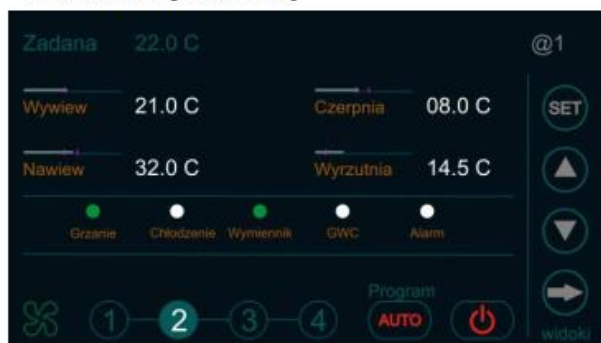 Zadana 22.0 C @1
Wywiew 21.0 C Czerpnia 08.0 C SET
Nawiew 32.0 C Wyrzutnia 14.5 C
Grzanie Chłodzenie Wymiennik GWC Alarm
Program
1 2 3 4 AUTO
widoki